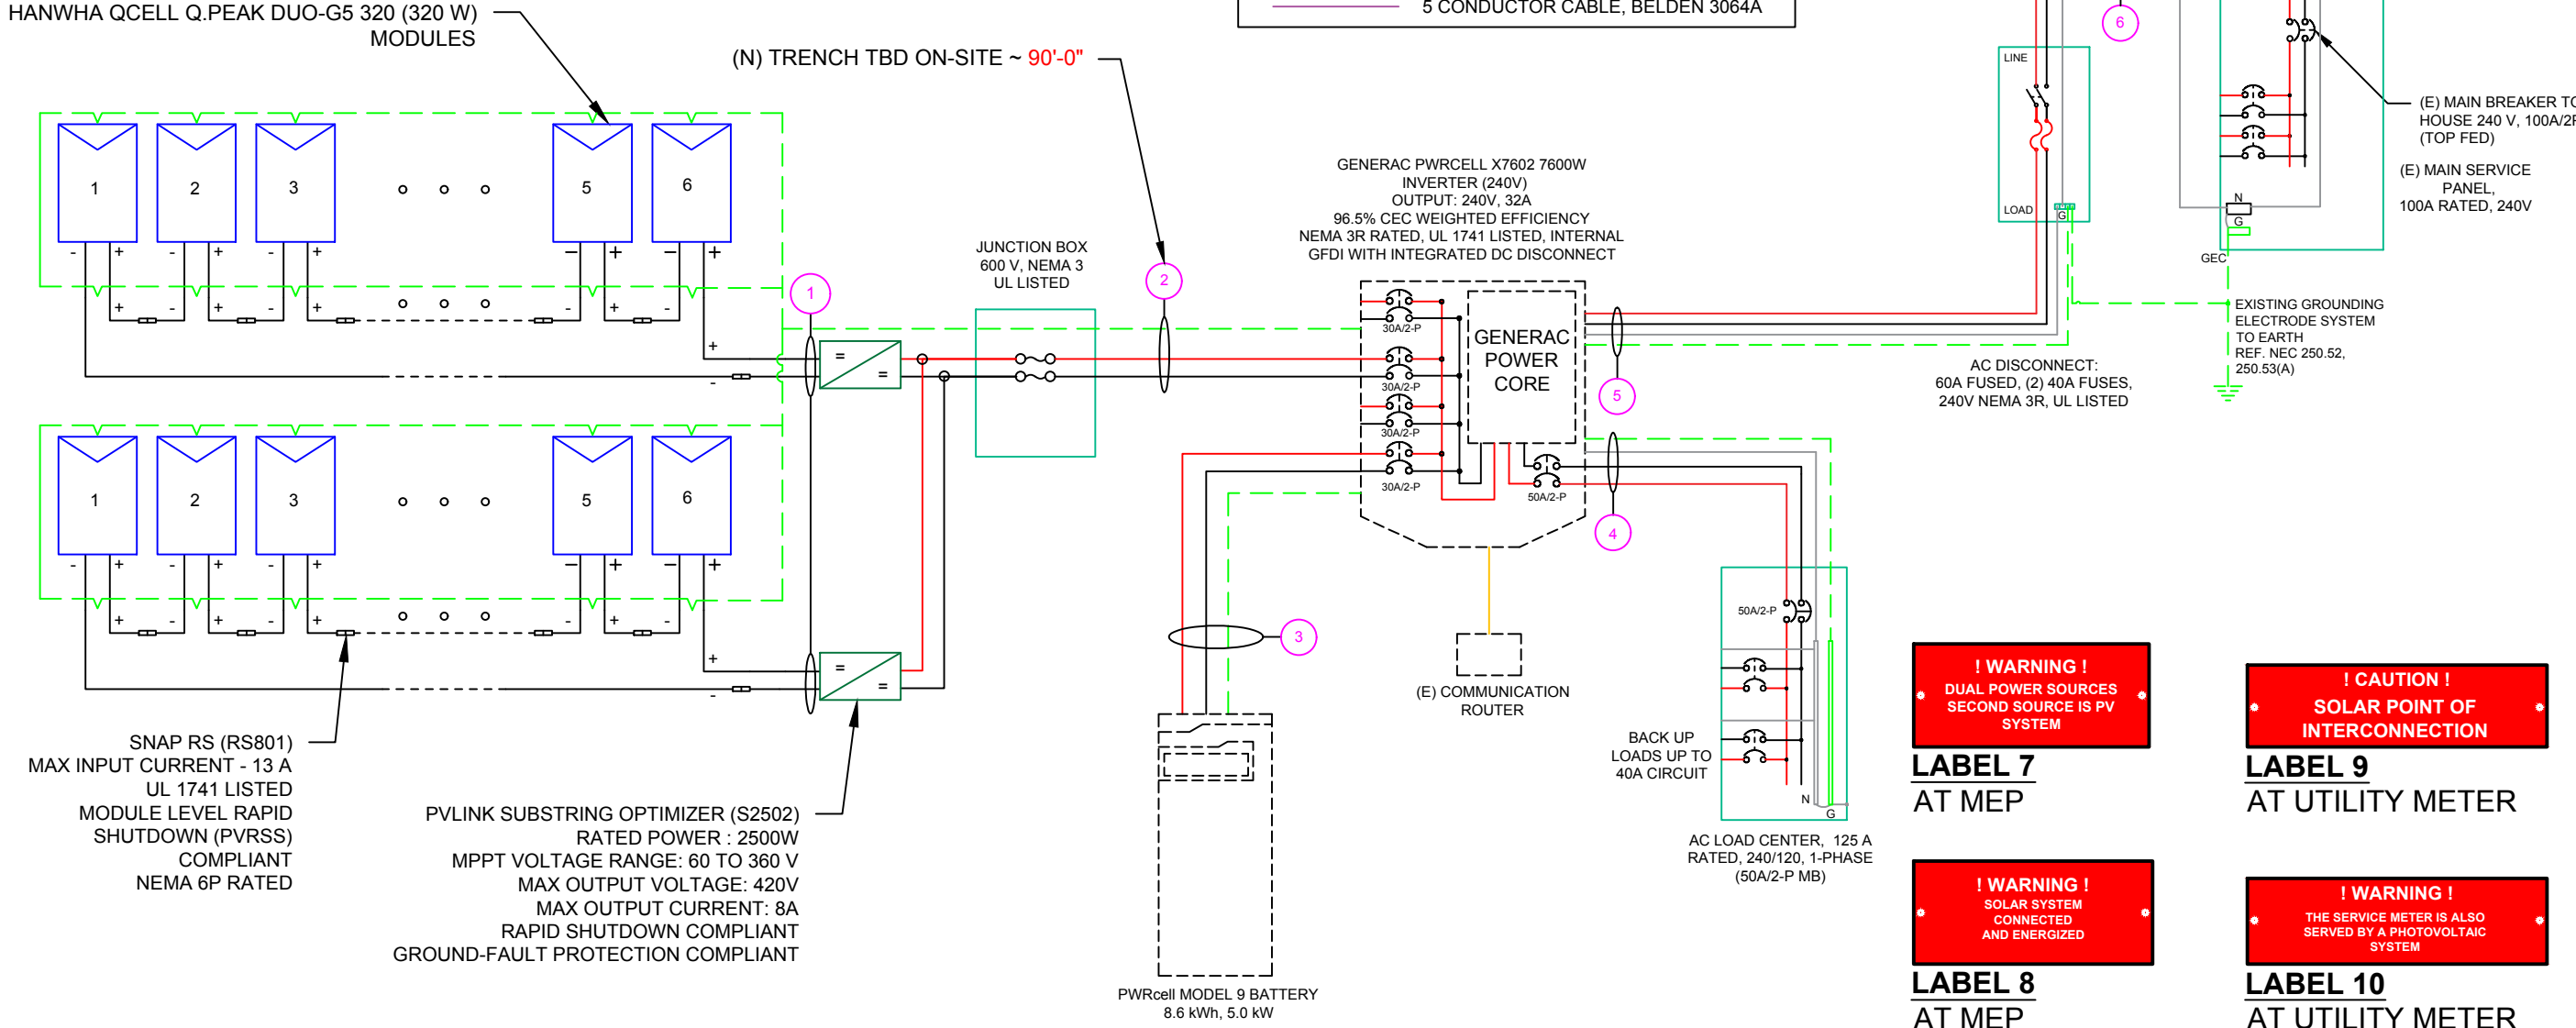 HANWHA QCELL Q.PEAK DUO-G5 320 (320 W)
MODULES
(N) TRENCH TBD ON-SITE ~ 90'-0"
5 CONDUCTOR CABLE, BELDEN 3064A
6
LINE
LOAD
G
(E) MAIN BREAKER TO
HOUSE 240 V, 100A/2P
(TOP FED)
(E) MAIN SERVICE
PANEL,
100A RATED, 240V
N
G
GEC
EXISTING GROUNDING
ELECTRODE SYSTEM
TO EARTH
REF. NEC 250.52,
250.53(A)
AC DISCONNECT:
60A FUSED, (2) 40A FUSES,
240V NEMA 3R, UL LISTED
1 2 3 5 6
- + - + - + - + - +
+ - + - + - + -
+
-
1
JUNCTION BOX
600 V, NEMA 3
UL LISTED
2
= =
GENERAC PWRCELL X7602 7600W
INVERTER (240V)
OUTPUT: 240V, 32A
96.5% CEC WEIGHTED EFFICIENCY
NEMA 3R RATED, UL 1741 LISTED, INTERNAL
GFDI WITH INTEGRATED DC DISCONNECT
30A/2-P
30A/2-P
30A/2-P
30A/2-P
GENERAC
POWER
CORE
50A/2-P
5
4
1 2 3 5 6
- + - + - + - + - +
+ - + - + - + -
+
-
= =
3
SNAP RS (RS801)
MAX INPUT CURRENT - 13 A
UL 1741 LISTED
MODULE LEVEL RAPID
SHUTDOWN (PVRSS)
COMPLIANT
NEMA 6P RATED
PVLINK SUBSTRING OPTIMIZER (S2502)
RATED POWER : 2500W
MPPT VOLTAGE RANGE: 60 TO 360 V
MAX OUTPUT VOLTAGE: 420V
MAX OUTPUT CURRENT: 8A
RAPID SHUTDOWN COMPLIANT
GROUND-FAULT PROTECTION COMPLIANT
PWRcell MODEL 9 BATTERY
8.6 kWh, 5.0 kW
(E) COMMUNICATION
ROUTER
50A/2-P
BACK UP
LOADS UP TO
40A CIRCUIT
N
G
AC LOAD CENTER, 125 A
RATED, 240/120, 1-PHASE
(50A/2-P MB)
! WARNING !
DUAL POWER SOURCES
SECOND SOURCE IS PV
SYSTEM
LABEL 7
AT MEP
! CAUTION !
SOLAR POINT OF
INTERCONNECTION
LABEL 9
AT UTILITY METER
! WARNING !
SOLAR SYSTEM
CONNECTED
AND ENERGIZED
LABEL 8
AT MEP
! WARNING !
THE SERVICE METER IS ALSO
SERVED BY A PHOTOVOLTAIC
SYSTEM
LABEL 10
AT UTILITY METER